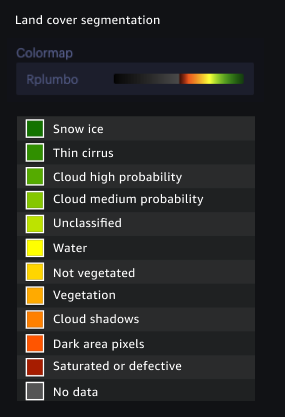 Land cover segmentation
Colormap
Rplumbo
Snow ice
Thin cirrus
Cloud high probability
Cloud medium probability
Unclassified
Water
Not vegetated
Vegetation
Cloud shadows
Dark area pixels
Saturated or defective
No data